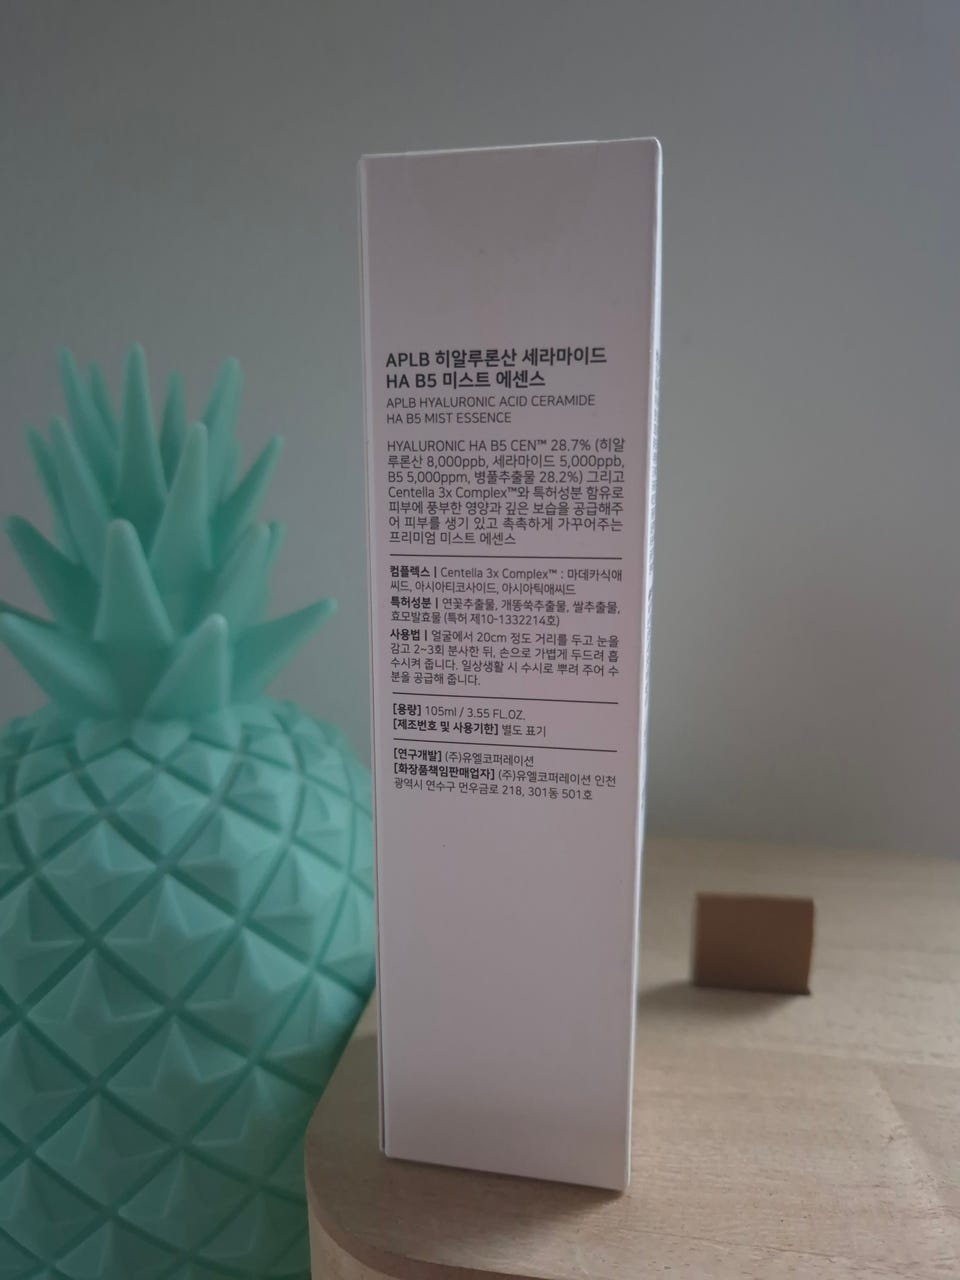 APLB 히알루론산 세라마이드
HA B5 미스트 에센스
APLB HYALURONIC ACID CERAMIDE
HA B5 MIST ESSENCE
HYALURONIC HA B5 CEN™ 28.7% (히알
루론산 8,000ppb, 세라마이드 5,000ppb,
B5 5,000ppm, 병풀추출물 28.2%) 그리고
Centella 3x Complex™와 특허성분 함유로
피부에 풍부한 영양과 깊은 보습을 공급해주
어 피부를 생기 있고 촉촉하게 가꾸어주는
프리미엄 미스트 에센스
컴플렉스 | Centella 3x Complex™ : 마데카식애
씨드, 아시아티코사이드, 아시아틱애씨드
특허성분 | 연꽃추출물, 개똥쑥추출물, 쌀추출물,
효모발효물 (특허 제10-1332214호)
사용법 | 얼굴에서 20cm 정도 거리를 두고 눈을
감고 2~3회 분사한 뒤, 손으로 가볍게 두드려 흡
수시켜 줍니다. 일상생활 시 수시로 뿌려 주어 수
분을 공급해 줍니다.
[용량] 105ml / 3.55 FL.OZ.
[제조번호 및 사용기한] 별도 표기
[연구개발] (주)유엘코퍼레이션
[화장품책임판매업자] (주)유엘코퍼레이션 인천
광역시 연수구 먼우금로 218, 301동 501호